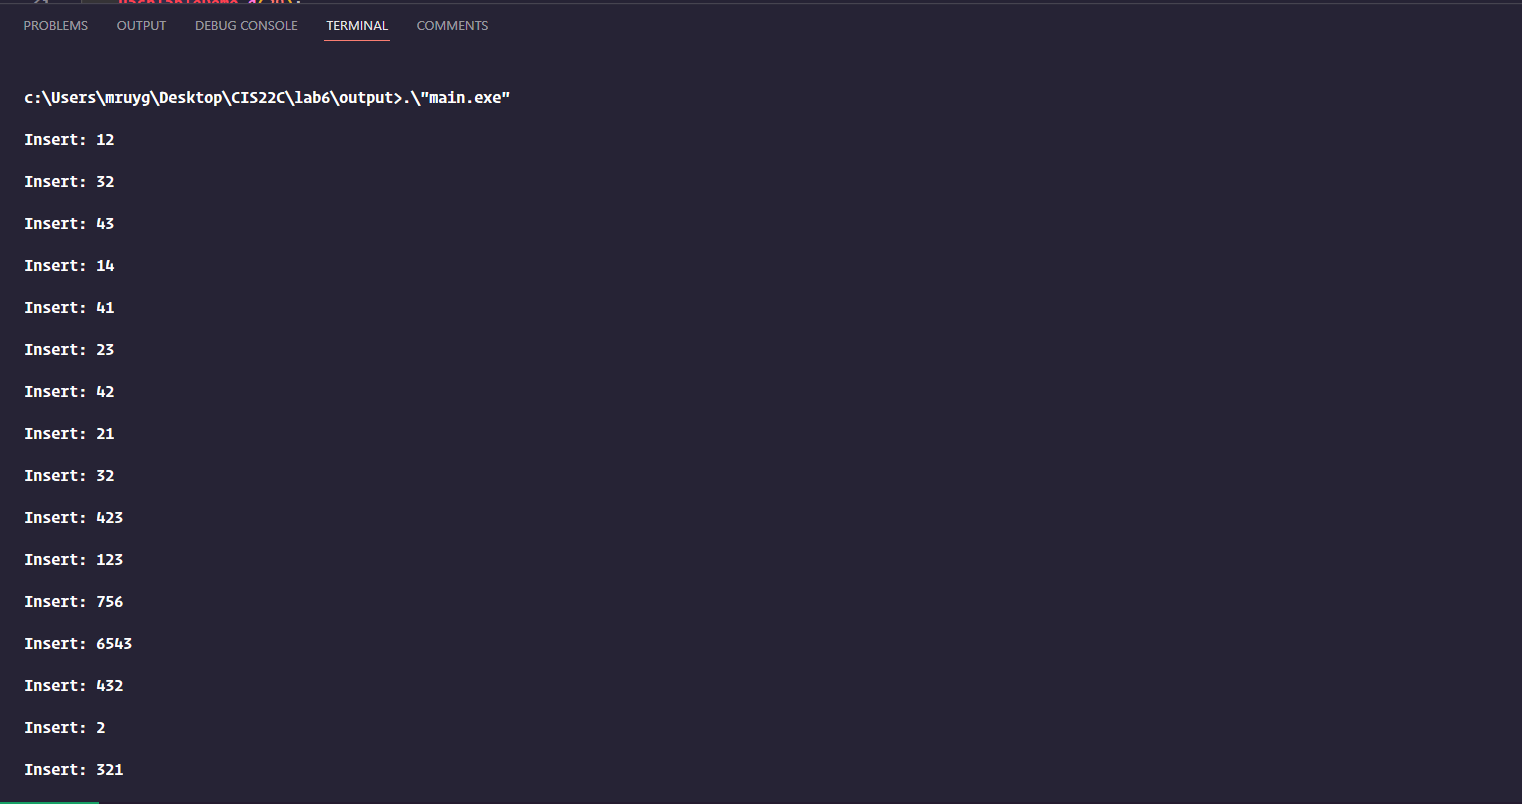 PROBLEMS OUTPUT DEBUG CONSOLE TERMINAL COMMENTS
c:\Users\mruyg\Desktop\CIS22C\lab6\output>.\"main.exe"
Insert: 12
Insert: 32
Insert: 43
Insert: 14
Insert: 41
Insert: 23
Insert: 42
Insert: 21
Insert: 32
Insert: 423
Insert: 123
Insert: 756
Insert: 6543
Insert: 432
Insert: 2
Insert: 321